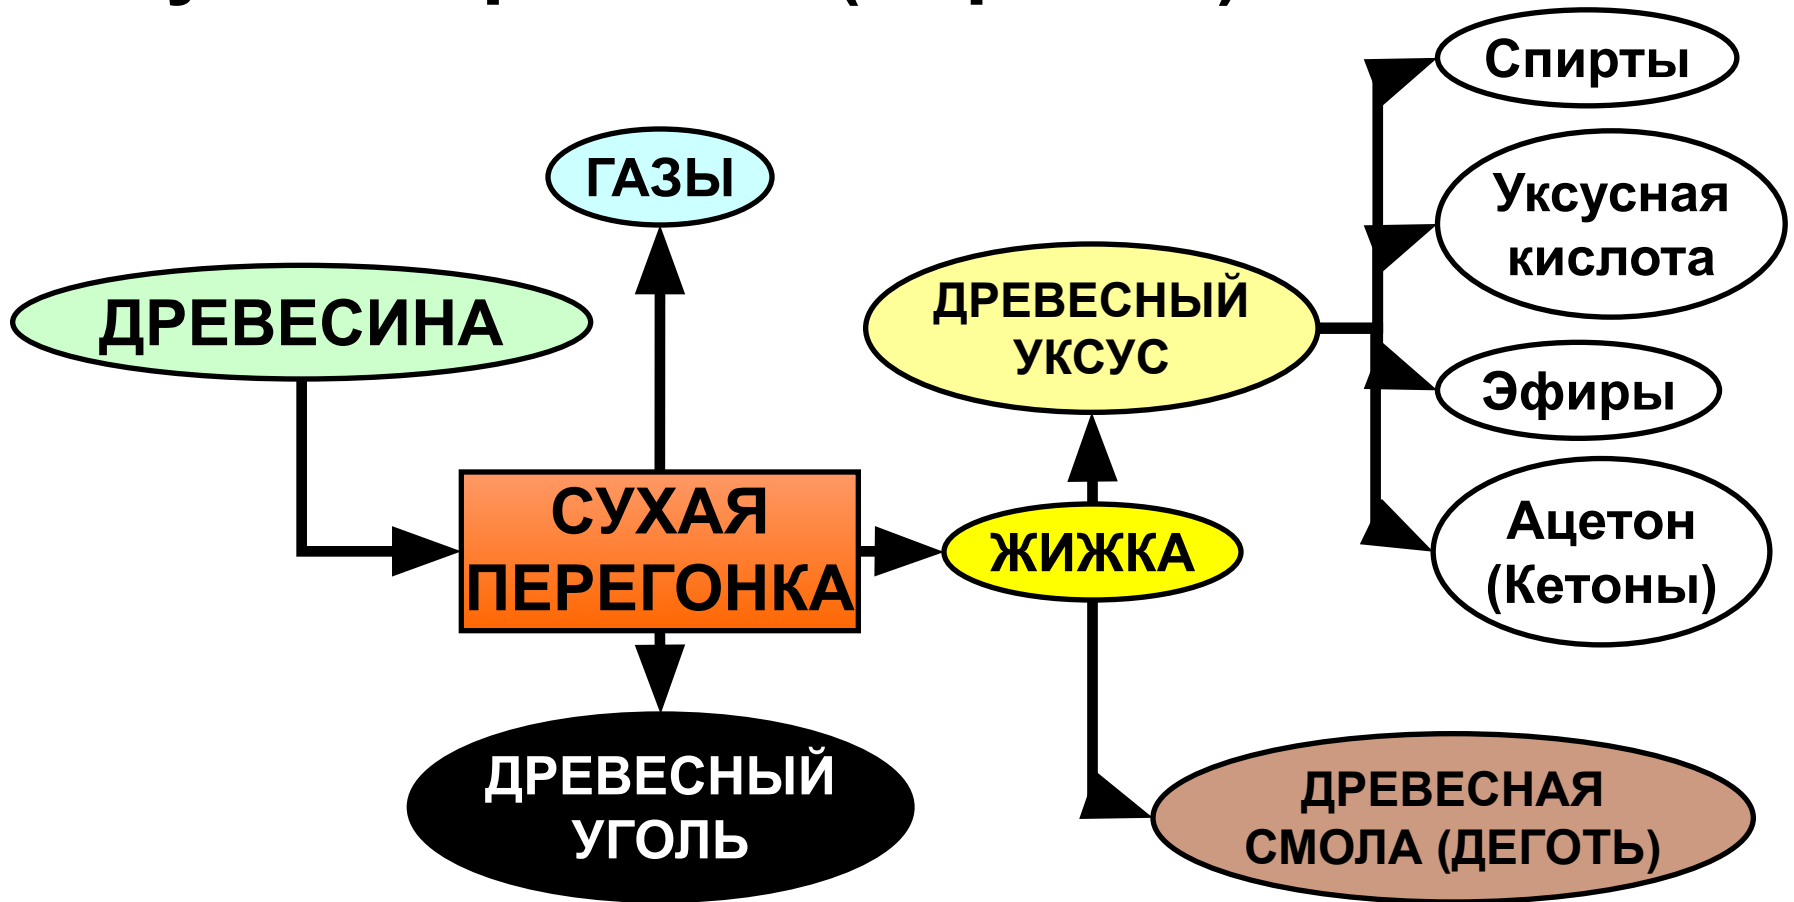 Спирты
ГАЗЫ
Уксусная
кислота
ДРЕВЕСИНА
ДРЕВЕСНЫЙ
УКСУС
Эфиры
СУХАЯ
ПЕРЕГОНКА
ЖИЖКА
Ацетон
(Кетоны)
ДРЕВЕСНЫЙ
УГОЛЬ
ДРЕВЕСНАЯ
СМОЛА (ДЕГОТЬ)